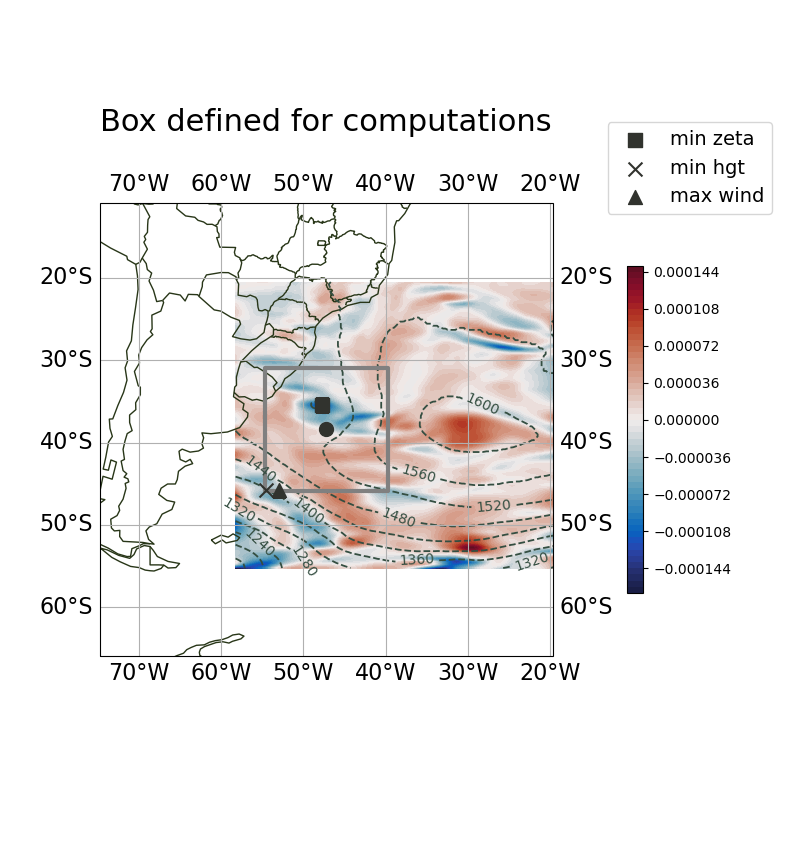 Box defined for computations
min zeta
min hgt
max wind
70°W 60°W 50°W 40°W 30°W 20°W
20°S 20°S
30°S 30°S
40°S 40°S
50°S 50°S
60°S 60°S
70°W 60°W 50°W 40°W 30°W 20°W
0.000144
0.000108
0.000072
0.000036
0.000000
−0.000036
−0.000072
−0.000108
−0.000144
1600
1440
1560
1320
1400
1480
1520
1240
1280
1360
1320